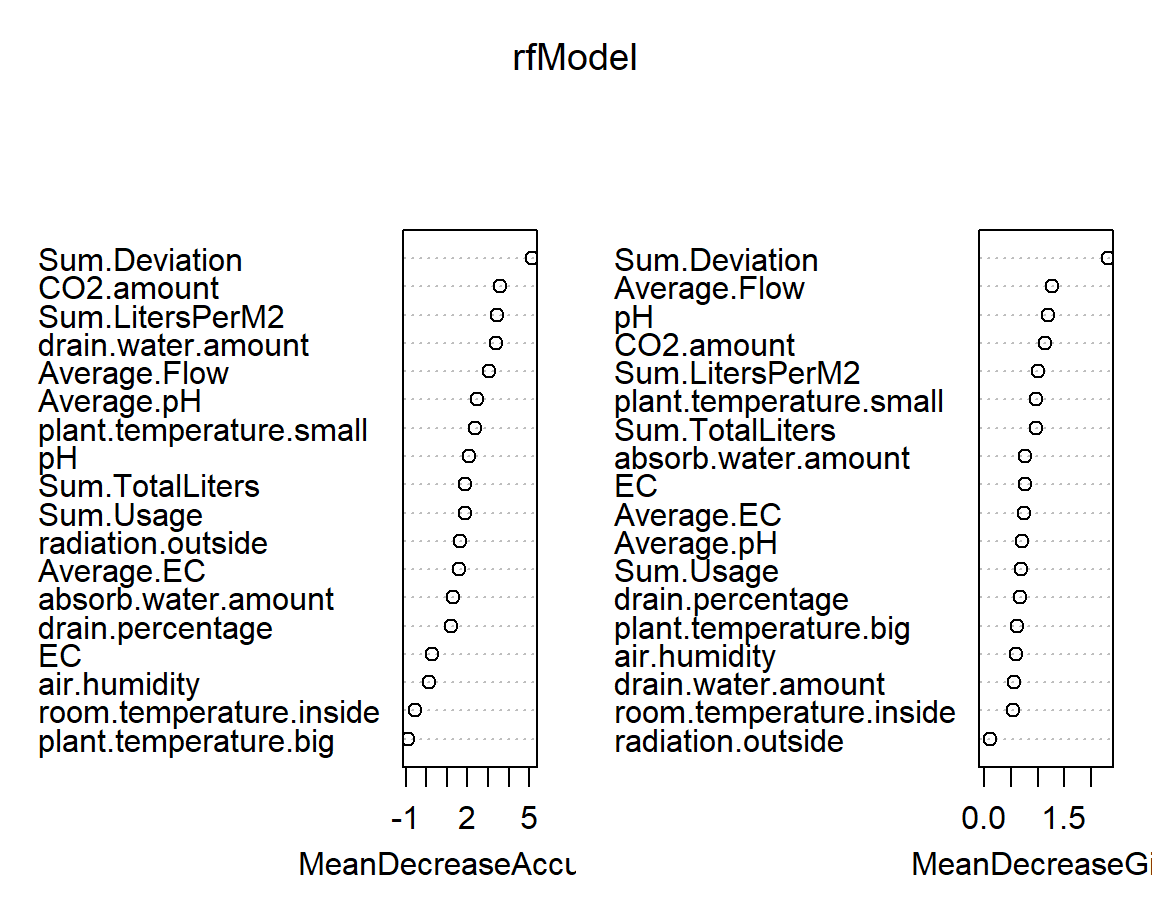 rfModel
Sum.Deviation
CO2.amount
Sum.LitersPerM2
drain.water.amount
Average.Flow
Average.pH
plant.temperature.small
pH
Sum.TotalLiters
Sum.Usage
radiation.outside
Average.EC
absorb.water.amount
drain.percentage
EC
air.humidity
room.temperature.inside
plant.temperature.big
-1 2 5
MeanDecreaseAccu
Sum.Deviation
Average.Flow
pH
CO2.amount
Sum.LitersPerM2
plant.temperature.small
Sum.TotalLiters
absorb.water.amount
EC
Average.EC
Average.pH
Sum.Usage
drain.percentage
plant.temperature.big
air.humidity
drain.water.amount
room.temperature.inside
radiation.outside
0.0 1.5
MeanDecreaseGi